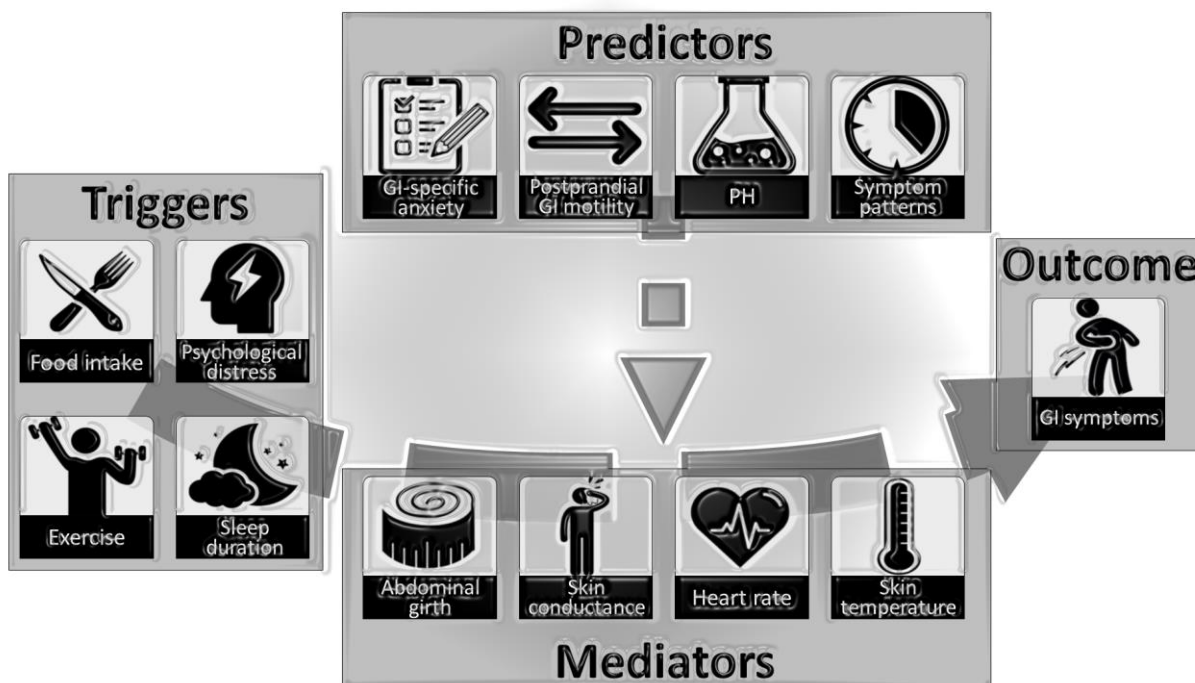 Predictors
GI-specific
anxiety
Postprandial
GI motility
PH
Symptom
patterns
Triggers
Food intake
Psychological
distress
Exercise
Sleep
duration
Outcome
GI symptoms
Abdominal
girth
Skin
conductance
Heart rate
Skin
temperature
Mediators